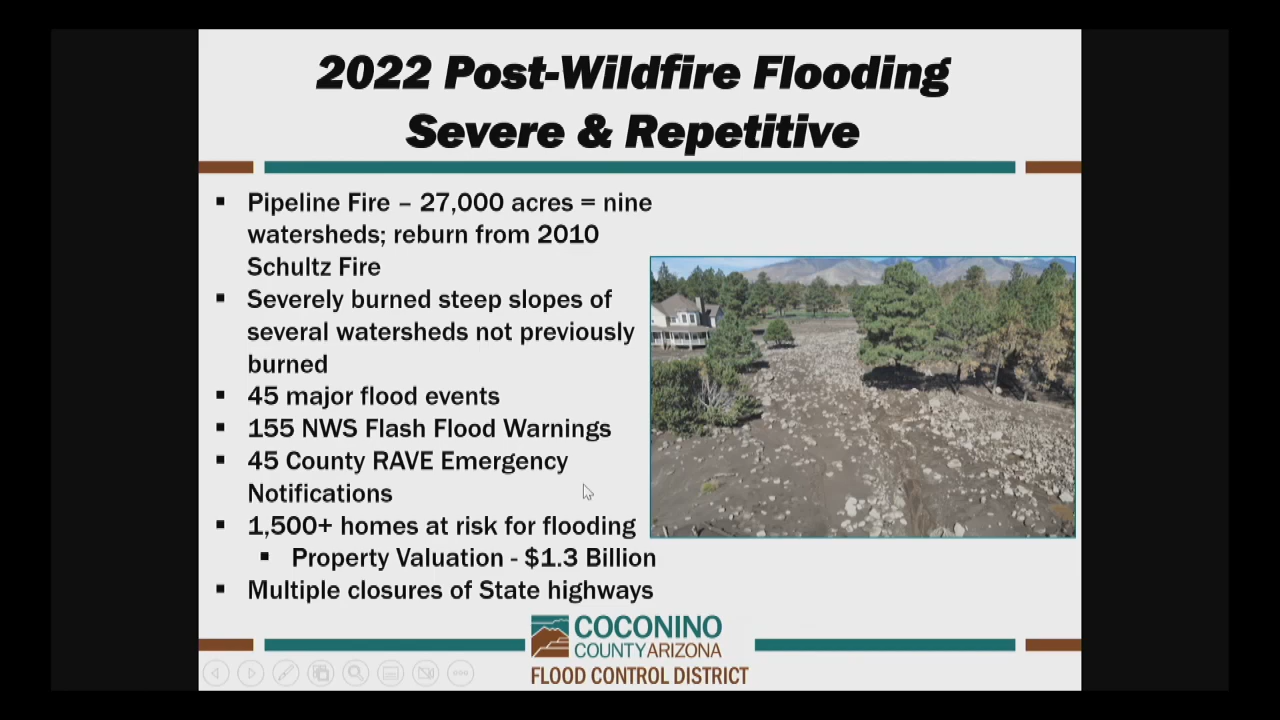 2022 Post-Wildfire Flooding
Severe & Repetitive
▪ Pipeline Fire – 27,000 acres = nine
watersheds; reburn from 2010
Schultz Fire
▪ Severely burned steep slopes of
several watersheds not previously
burned
▪ 45 major flood events
▪ 155 NWS Flash Flood Warnings
▪ 45 County RAVE Emergency
Notifications
▪ 1,500+ homes at risk for flooding
▪ Property Valuation - $1.3 Billion
▪ Multiple closures of State highways
COCONINO
COUNTY ARIZONA
FLOOD CONTROL DISTRICT